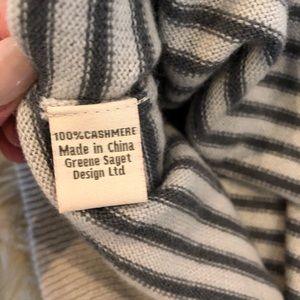 100%CASHMERE
Made in China
Greene Saget
Design Ltd